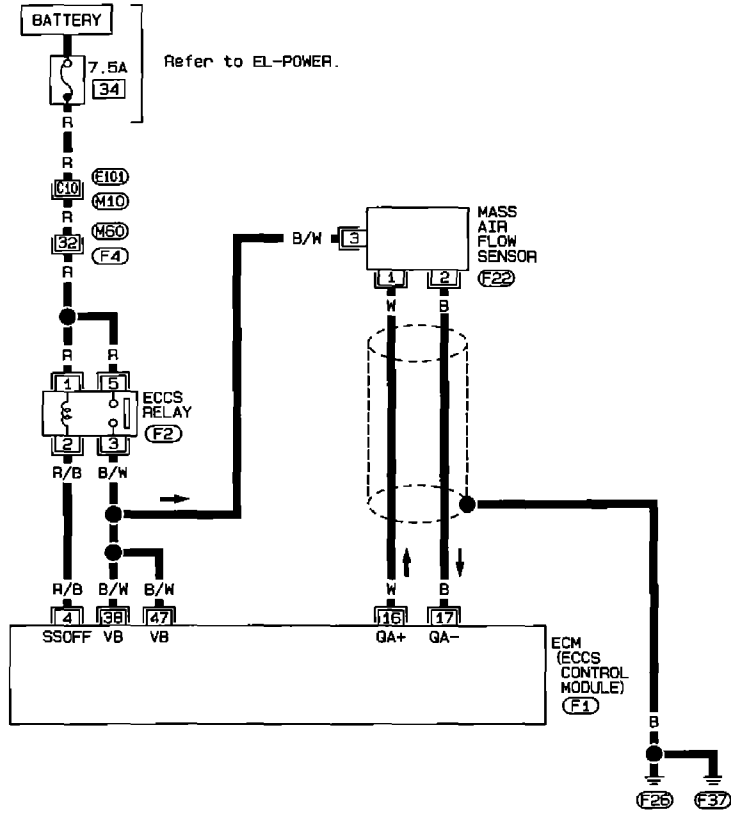 BATTERY
7.5A
34
Refer to EL-POWER.
R
R
C10
E101
M10
R
32
M60
F4
R
R
R
1
5
ECCS
RELAY
F2
2
3
R/B
B/W
B/W
3
MASS
AIR
FLOW
SENSOR
F22
1
2
W
B
R/B
B/W
B/W
W
B
4
38
47
16
17
SSOFF
VB
VB
QA+
QA-
ECM
(ECCS
CONTROL
MODULE)
F1
B
F26
F37